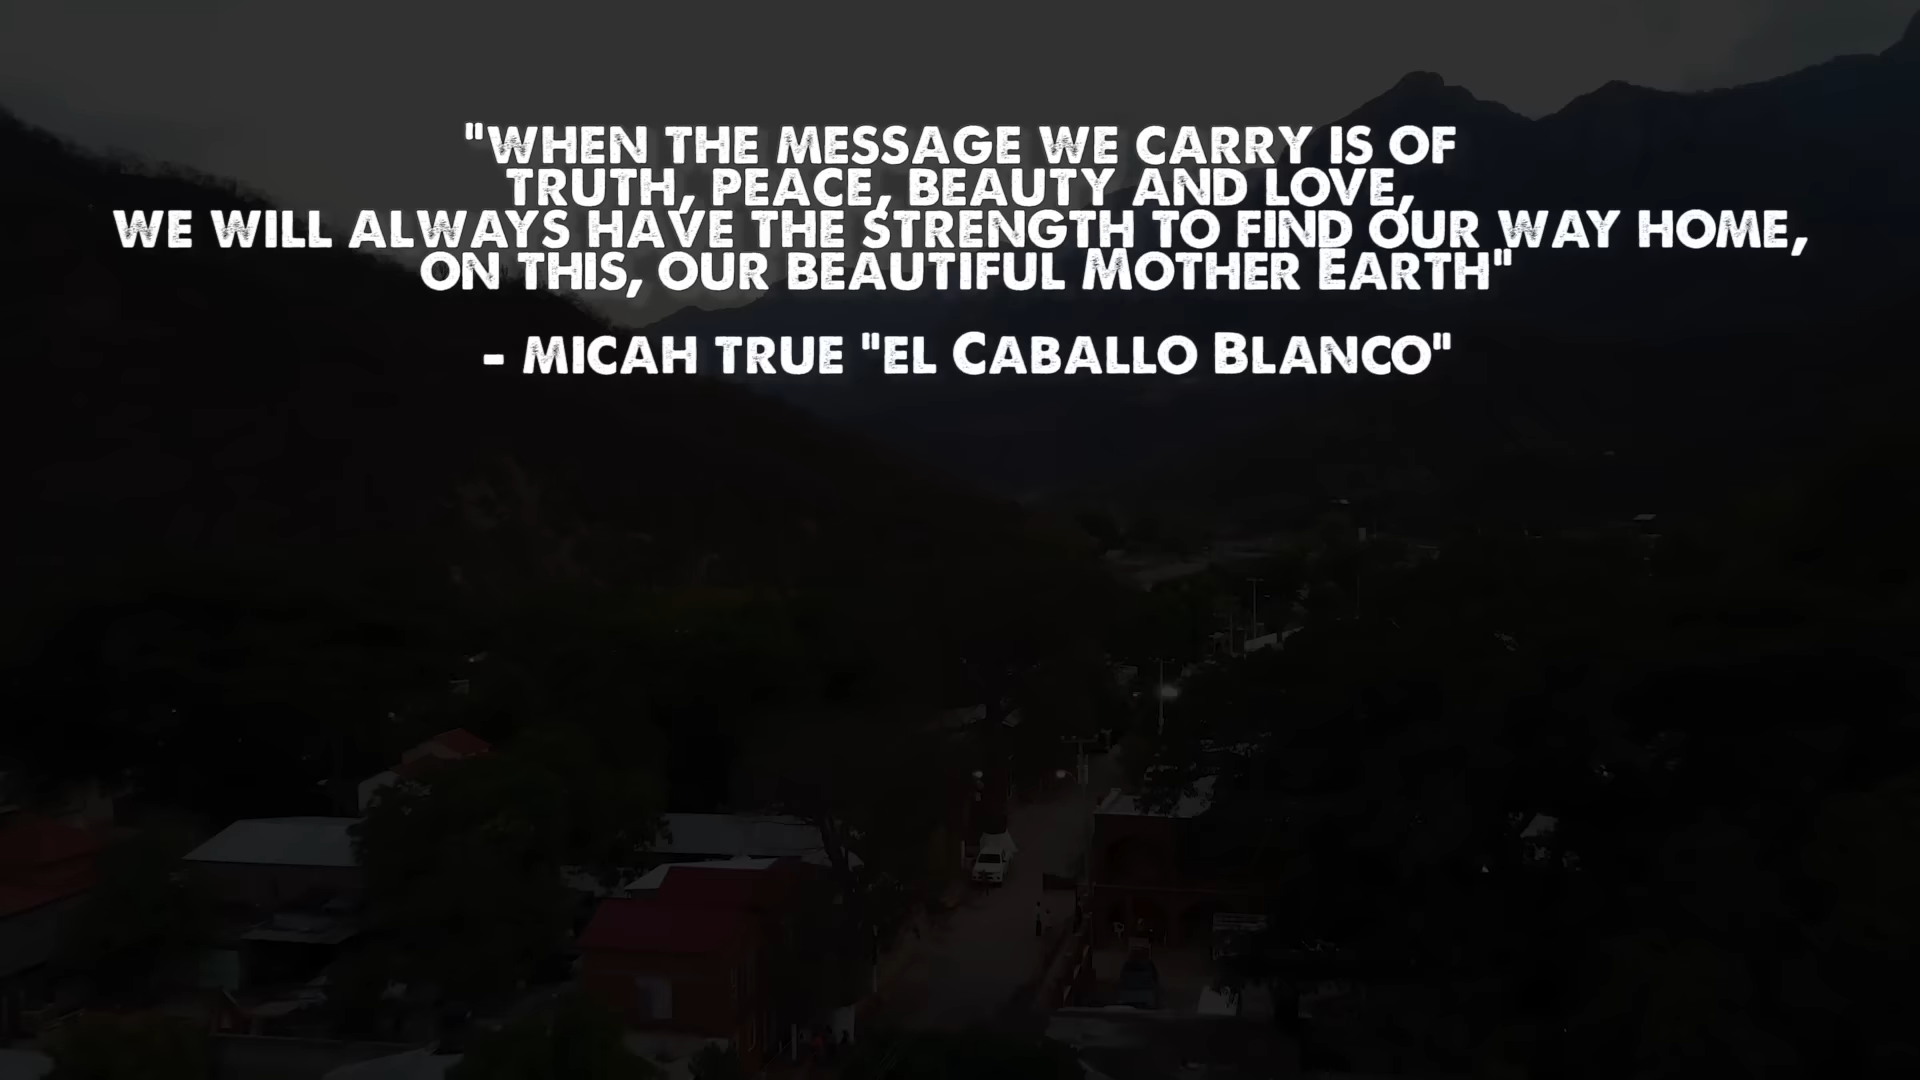 "WHEN THE MESSAGE WE CARRY IS OF
TRUTH, PEACE, BEAUTY AND LOVE,
WE WILL ALWAYS HAVE THE STRENGTH TO FIND OUR WAY HOME,
ON THIS, OUR BEAUTIFUL MOTHER EARTH"
- MICAH TRUE "EL CABALLO BLANCO"